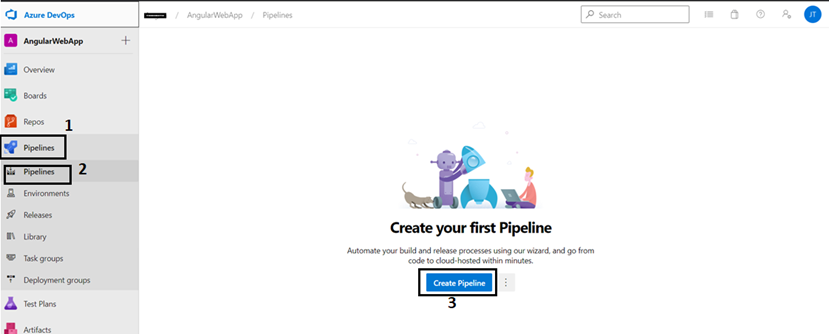 Azure DevOps
/ AngularWebApp / Pipelines
Search
JT
A AngularWebApp +
Overview
Boards
Repos
1
Pipelines
2
Pipelines
Environments
Releases
Library
Task groups
Deployment groups
Test Plans
Artifacts
Create your first Pipeline
Automate your build and release processes using our wizard, and go from
code to cloud-hosted within minutes.
Create Pipeline
3